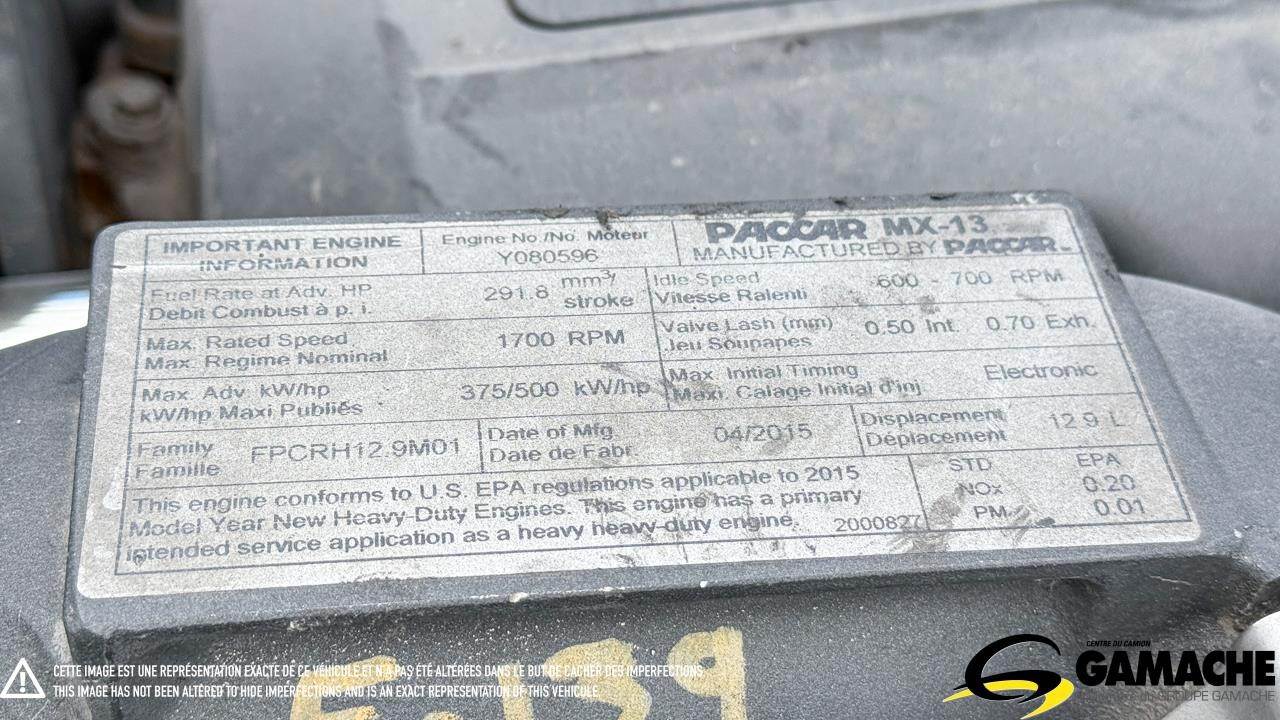 IMPORTANT ENGINE
INFORMATION
Engine No./No. Moteur
Y080596
PACCAR MX-13
MANUFACTURED BY PACCAR
Fuel Rate at Adv. HP
Debit Combust à p. i.
291.8 mm³/
stroke
Idle Speed
Vitesse Ralenti
600 - 700 RPM
Max. Rated Speed
Max. Regime Nominal
1700 RPM
Valve Lash (mm)
Jeu Soupapes
0.50 Int. 0.70 Exh.
Max Adv kW/hp
kW/hp Maxi Publiés
375/500 kW/hp
Max. Initial Timing
Maxi. Calage Initial d'inj
Electronic
Family
Famille
FPCRH12.9M01
Date of Mfg
Date de Fabr.
04/2015
Displacement
Déplacement
12.9 L
This engine conforms to U.S. EPA regulations applicable to 2015
Model Year New Heavy-Duty Engines. This engine has a primary
intended service application as a heavy heavy-duty engine.
2000827
STD EPA
NOx 0.20
PM 0.01
CETTE IMAGE EST UNE REPRÉSENTATION EXACTE DE CE VÉHICULE ET N'A PAS ÉTÉ ALTÉRÉES DANS LE BUT DE CACHER DES IMPERFECTIONS
THIS IMAGE HAS NOT BEEN ALTERED TO HIDE IMPERFECTIONS AND IS AN EXACT REPRESENTATION OF THIS VEHICLE.
CENTRE DU CAMION
GAMACHE
DU GROUPE GAMACHE